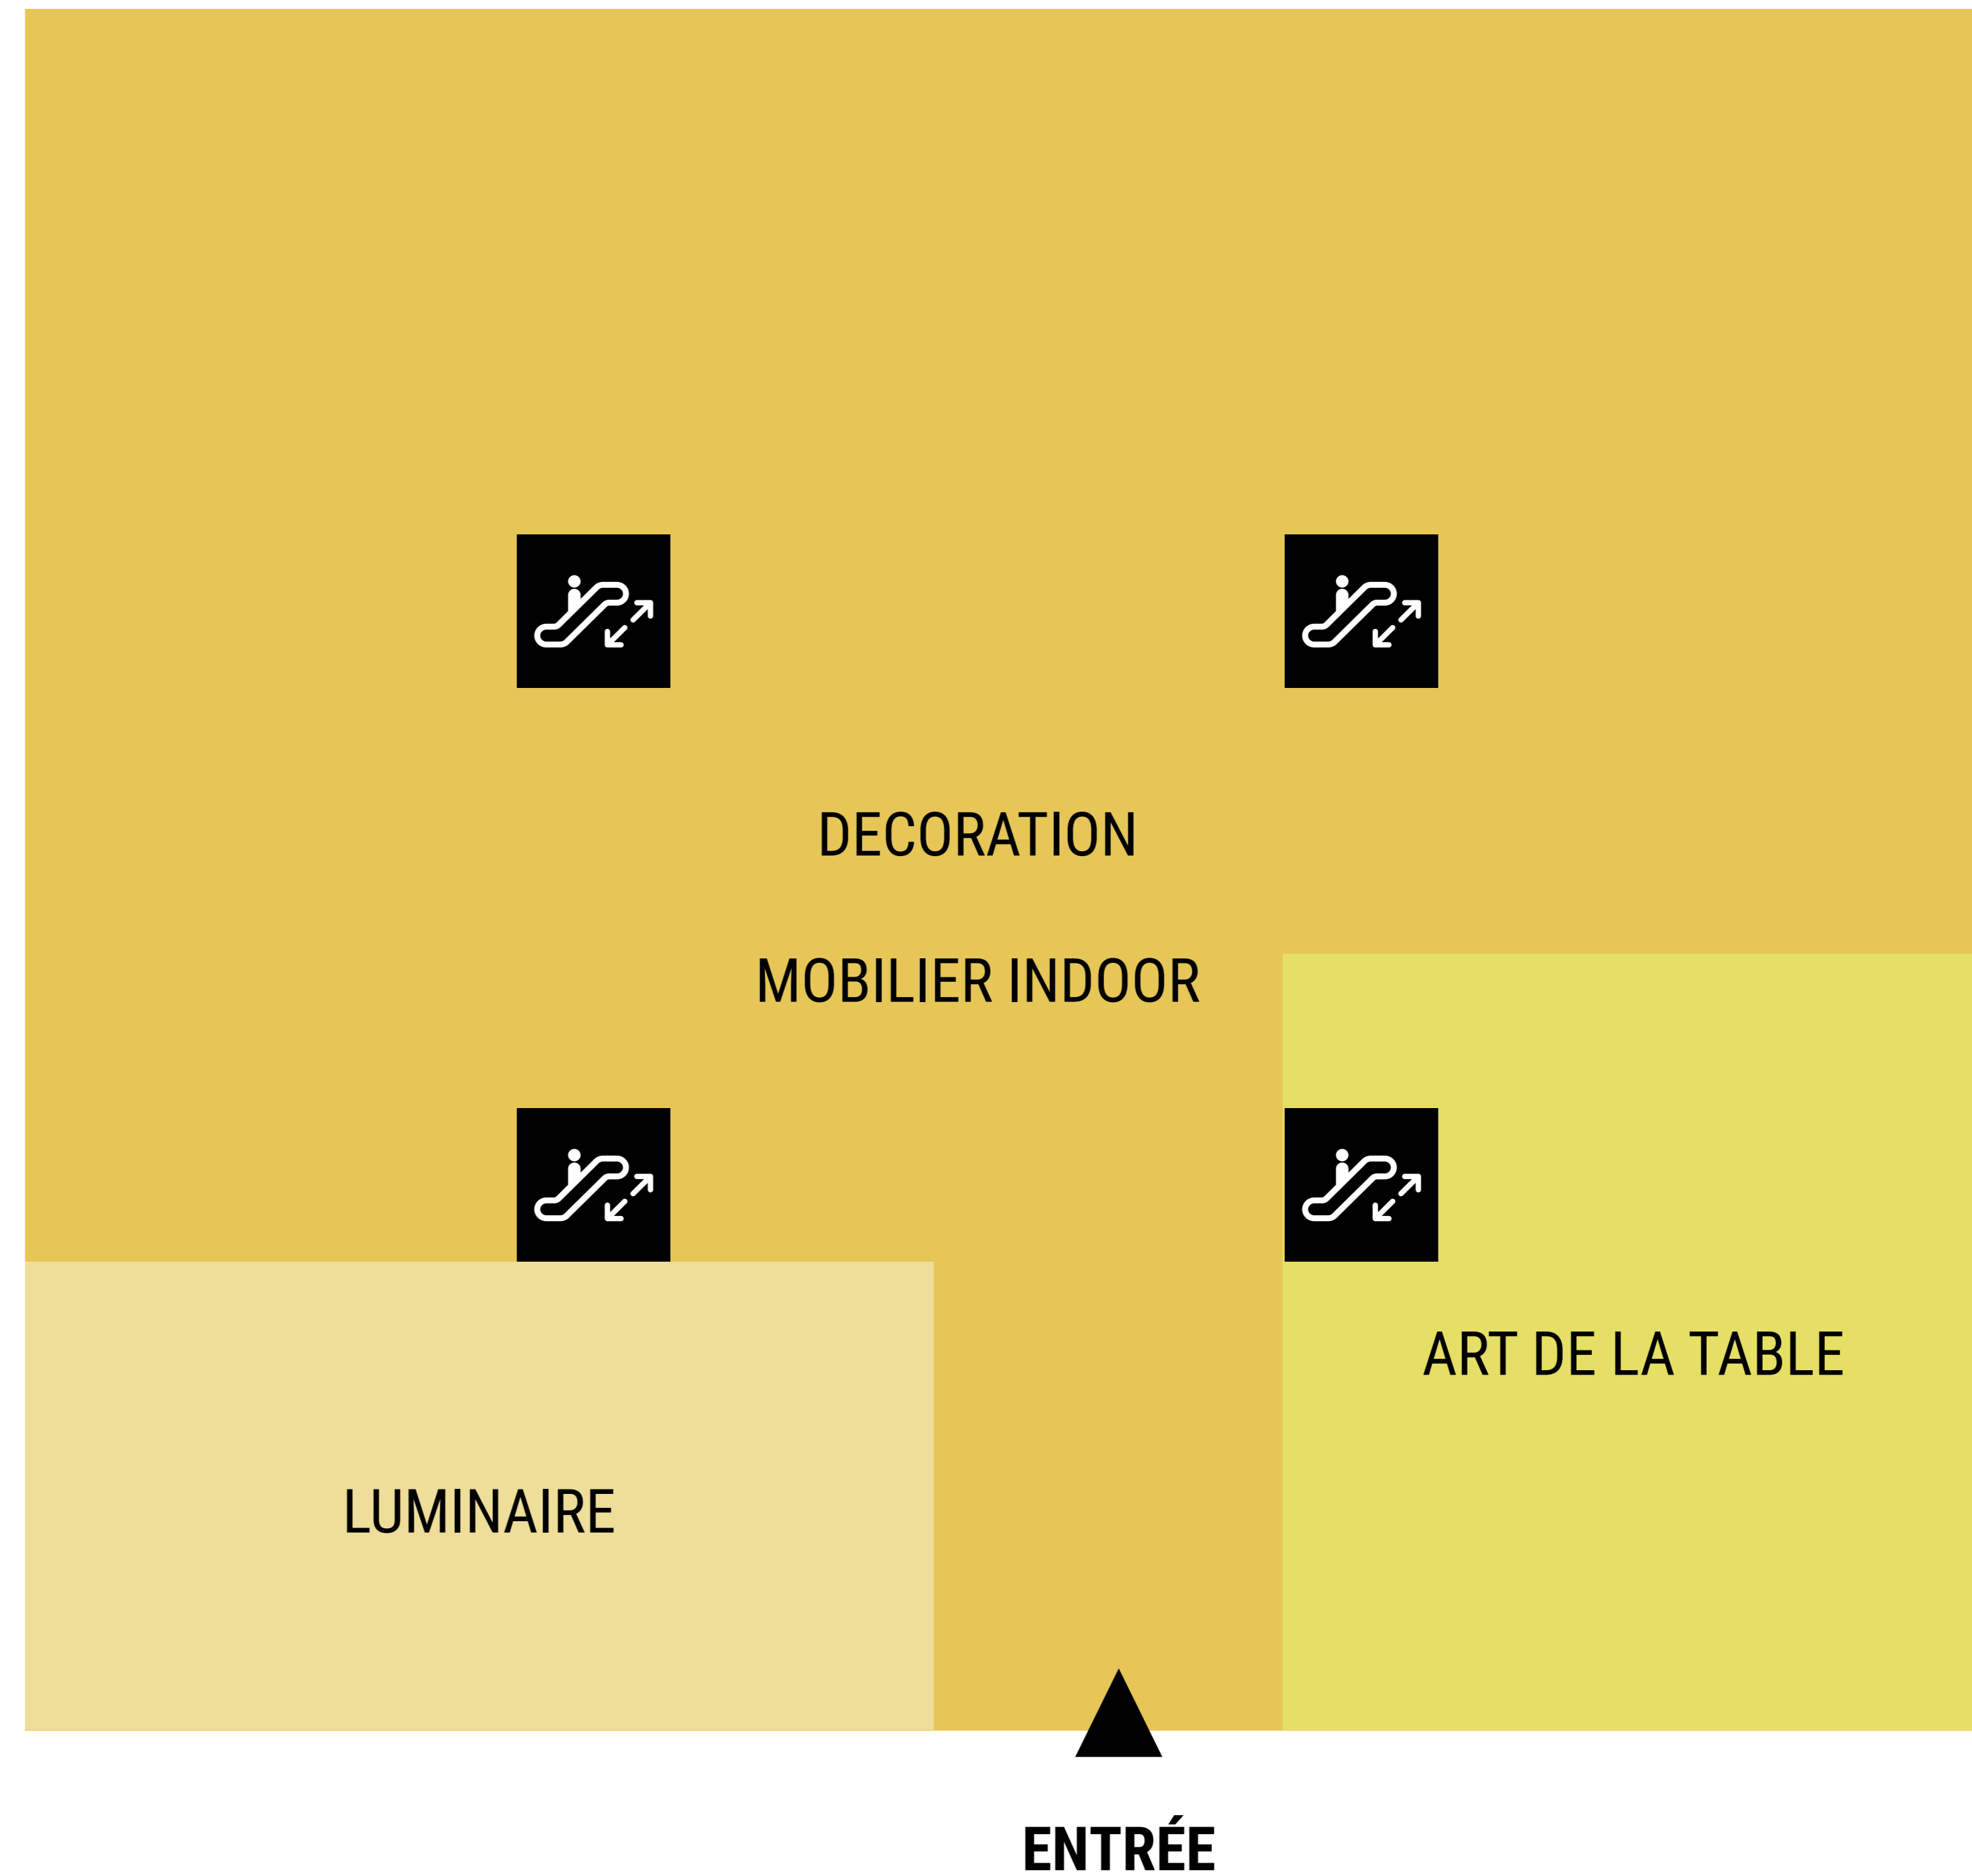 DECORATION
MOBILIER INDOOR
ART DE LA TABLE
LUMINAIRE
ENTRÉE